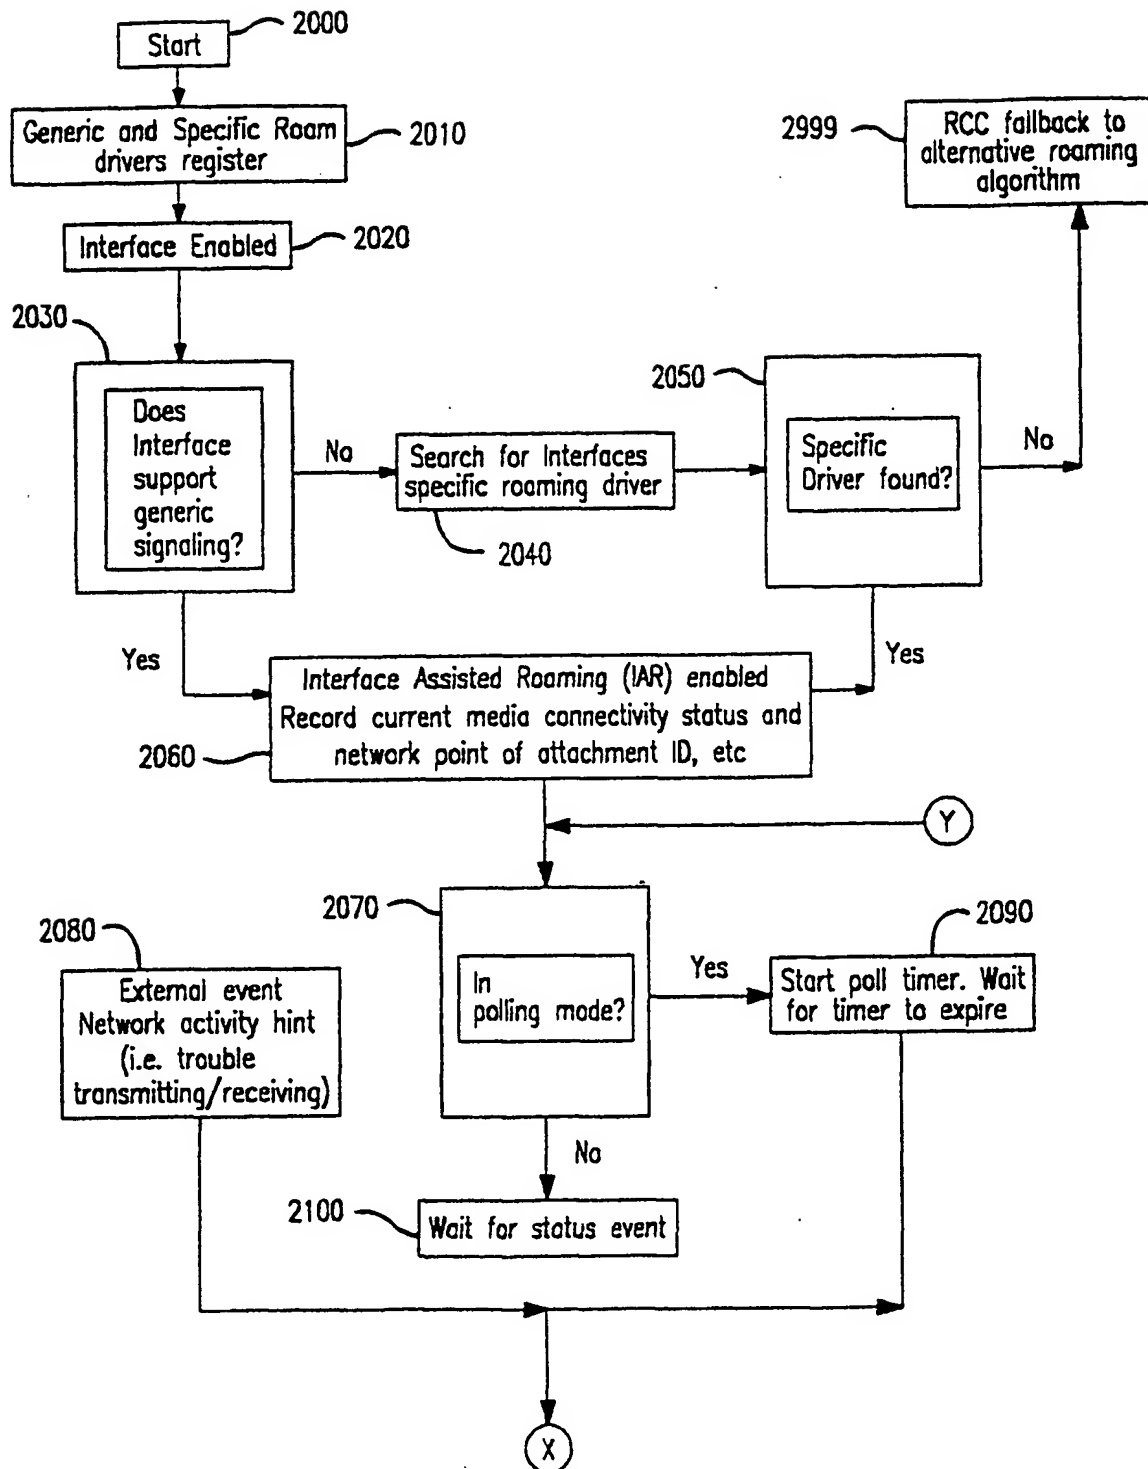 2000
Start
Generic and Specific Roam
drivers register
2010
2999
RCC fallback to
alternative roaming
algorithm
Interface Enabled
2020
2030
Does
Interface
support
generic
signaling?
No
Search for Interfaces
specific roaming driver
2040
2050
Specific
Driver found?
No
Yes
Yes
Interface Assisted Roaming (IAR) enabled
Record current media connectivity status and
network point of attachment ID, etc
2060
Y
2070
In
polling mode?
Yes
2090
Start poll timer. Wait
for timer to expire
2080
External event
Network activity hint
(i.e. trouble
transmitting/receiving)
No
2100
Wait for status event
X